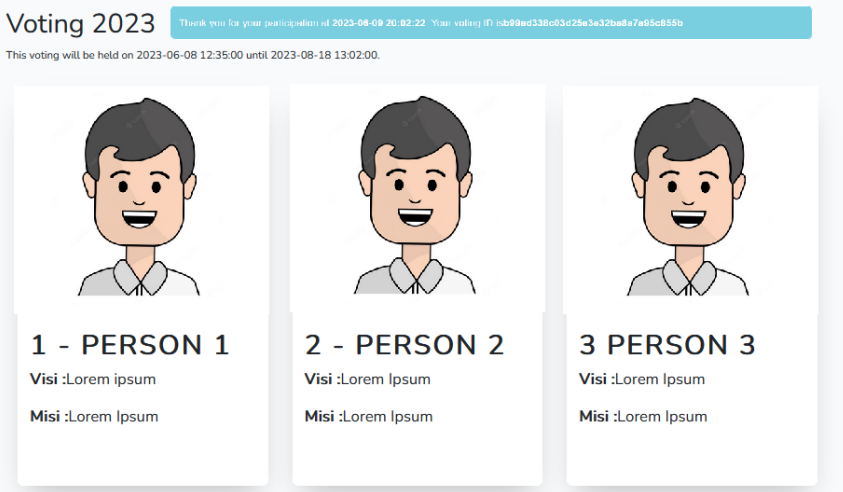 Voting 2023
Thank you for your participation at 2023-06-09 20:02:22 Your voting ID is
This voting will be held on 2023-06-08 12:35:00 until 2023-08-18 13:02:00.
1 - PERSON 1
Visi :Lorem ipsum
Misi :Lorem Ipsum
2 - PERSON 2
Visi :Lorem Ipsum
Misi :Lorem Ipsum
3 PERSON 3
Visi :Lorem Ipsum
Misi :Lorem Ipsum